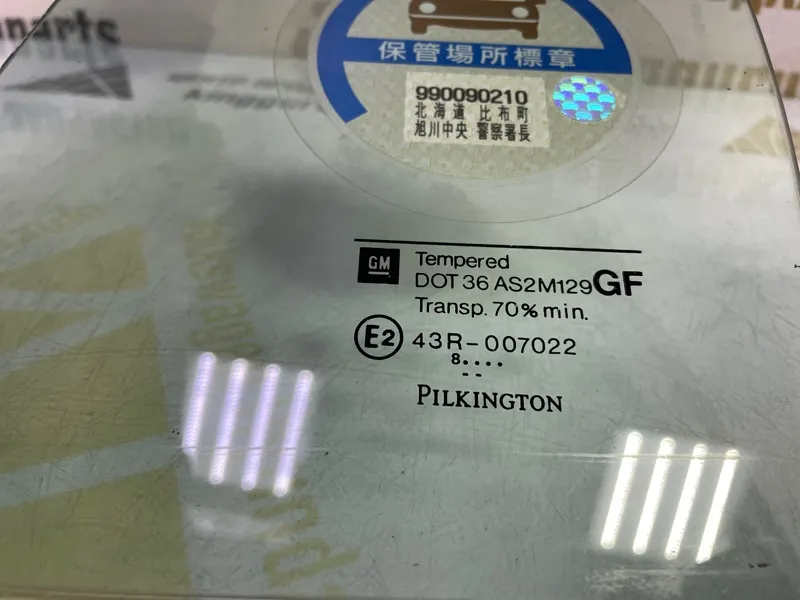 保管場所標章
990090210
北海道 比布町
旭川中央 警察署長
GM
Tempered
DOT 36 AS2M129GF
Transp. 70% min.
E2 43R-007022
8....
--
PILKINGTON